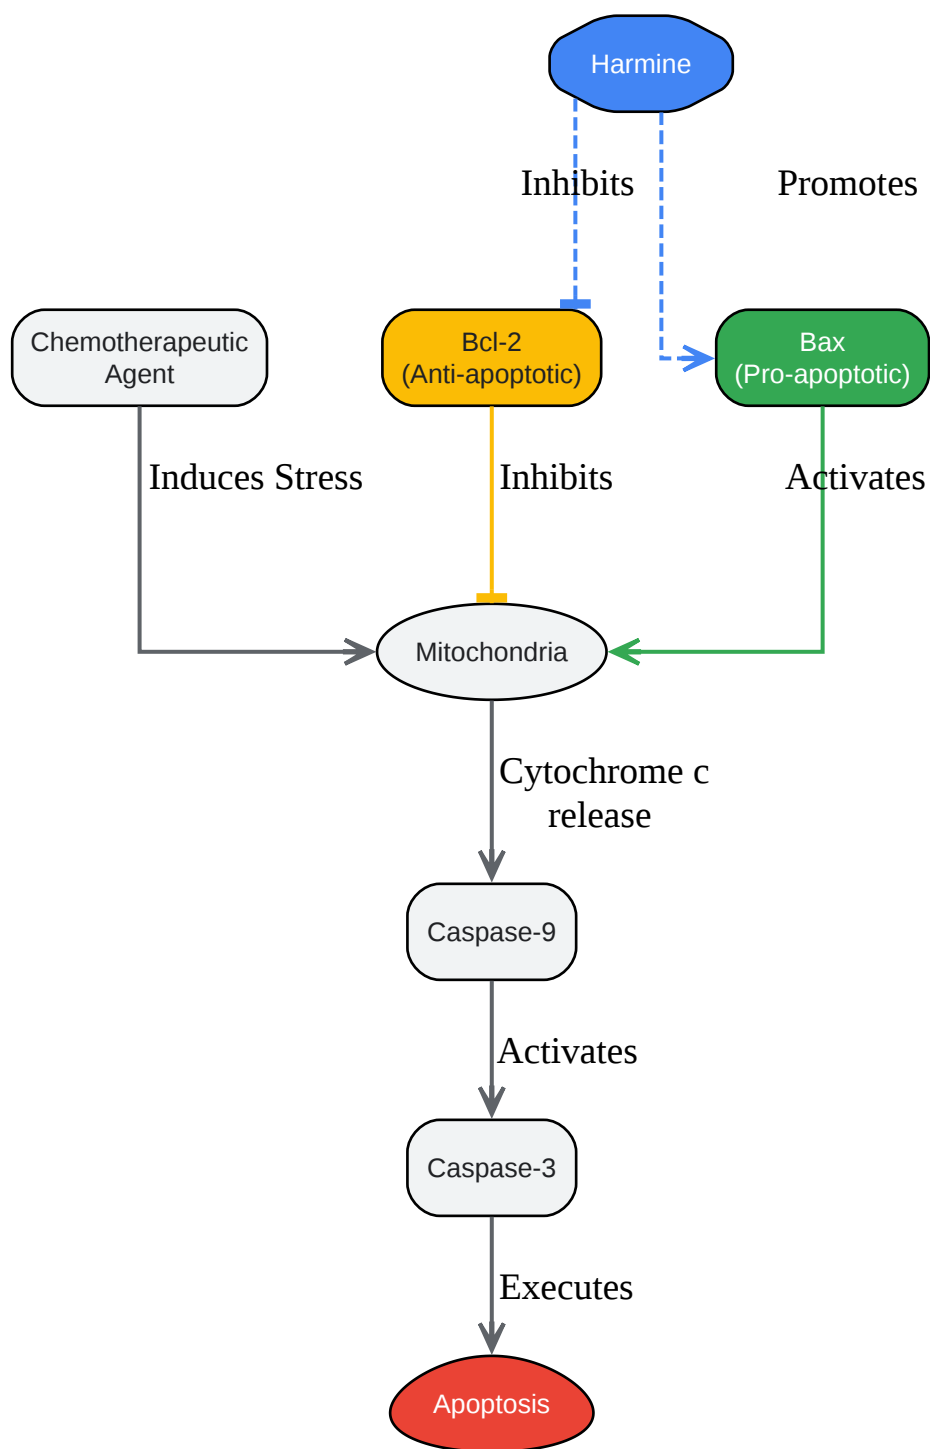 Harmine
Inhibits
Promotes
Chemotherapeutic
Agent
Bcl-2
(Anti-apoptotic)
Bax
(Pro-apoptotic)
Induces Stress
Inhibits
Activates
Mitochondria
Cytochrome c
release
Caspase-9
Activates
Caspase-3
Executes
Apoptosis